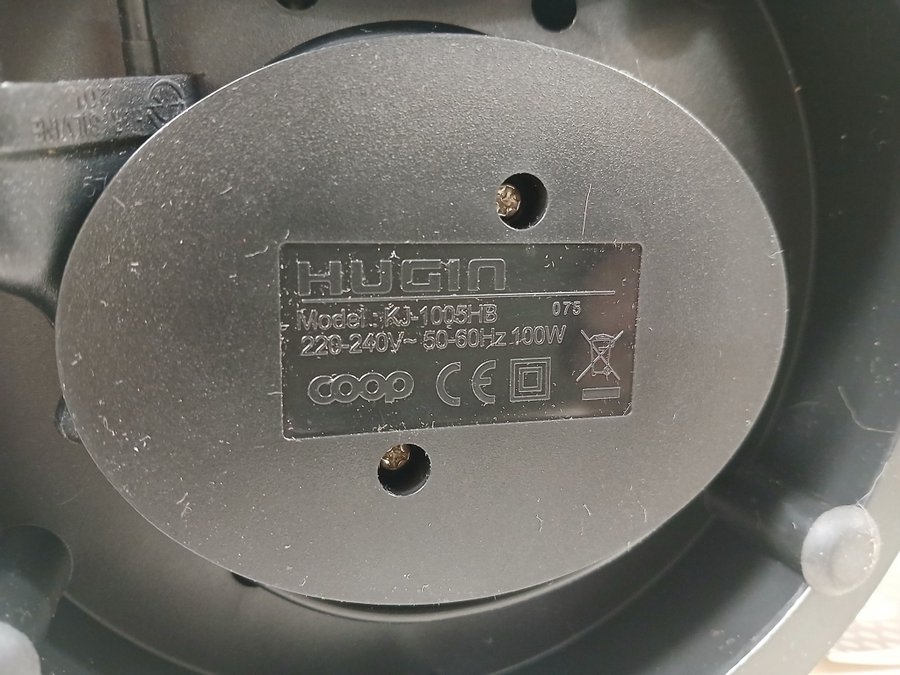 HUGIN
Model : KJ-1005HB 075
220-240V~ 50-60Hz 100W
coop CE